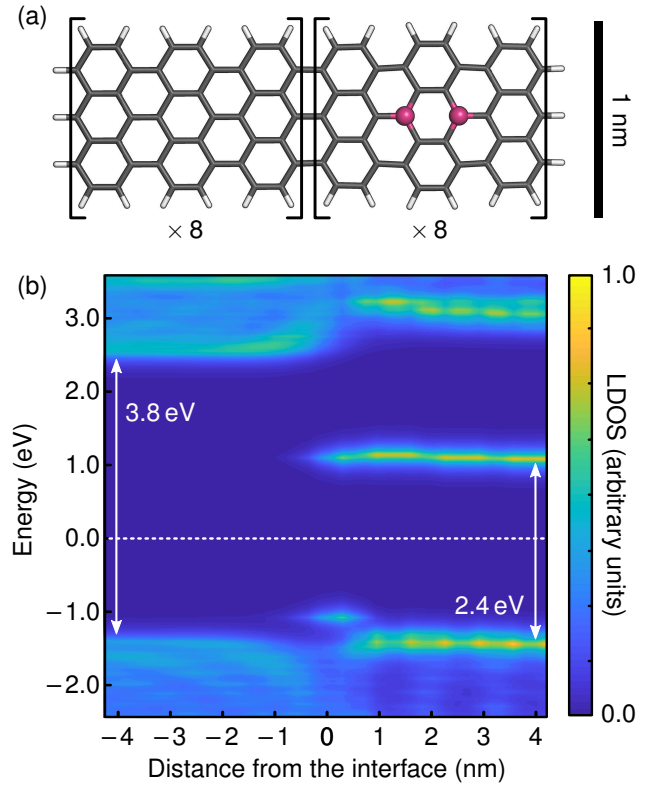 (a)
× 8
× 8
1 nm
(b)
3.0
2.0
1.0
0.0
−1.0
−2.0
Energy (eV)
3.8 eV
2.4 eV
−4
−3
−2
−1
0
1
2
3
4
Distance from the interface (nm)
1.0
0.0
LDOS (arbitrary units)